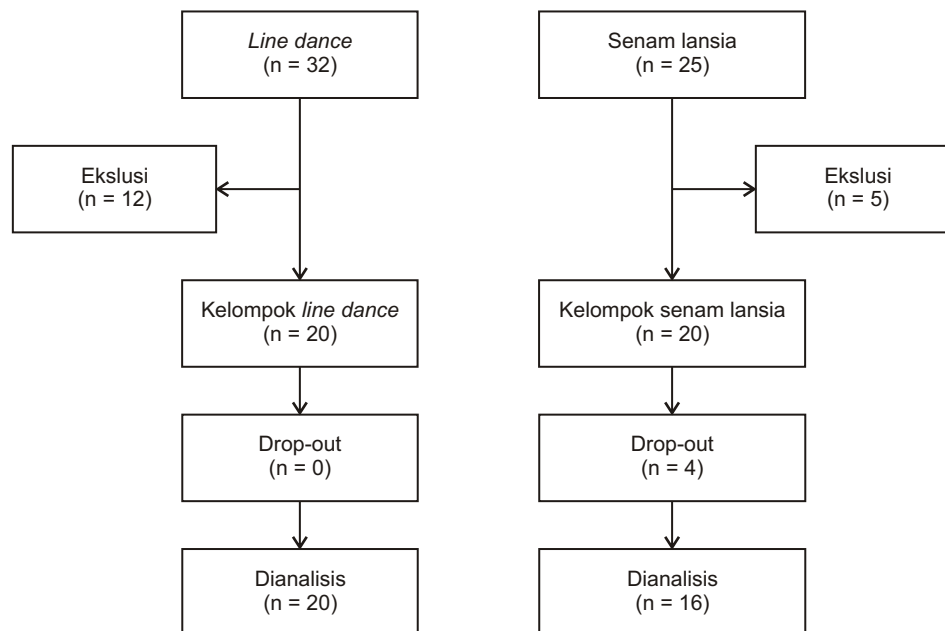 Line dance
(n = 32)
Senam lansia
(n = 25)
Ekslusi
(n = 12)
Ekslusi
(n = 5)
Kelompok line dance
(n = 20)
Kelompok senam lansia
(n = 20)
Drop-out
(n = 0)
Drop-out
(n = 4)
Dianalisis
(n = 20)
Dianalisis
(n = 16)